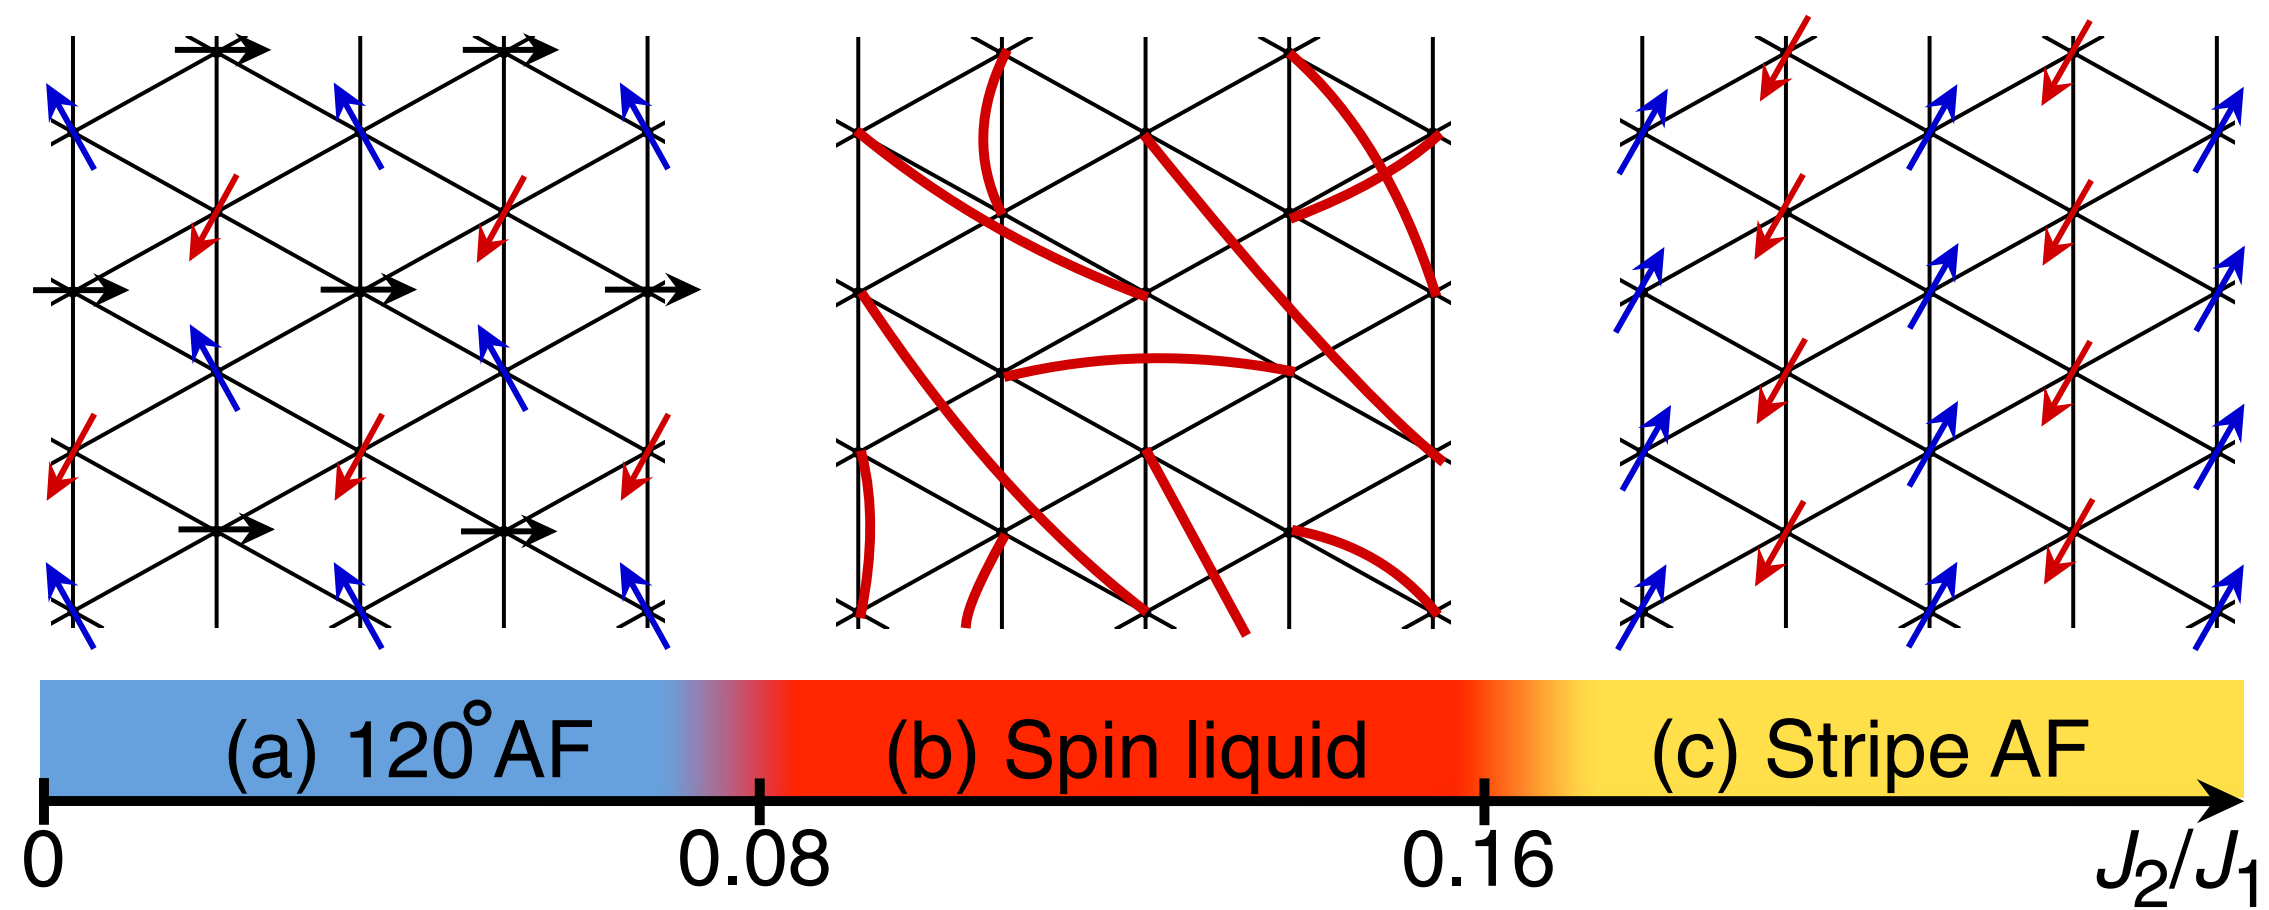 (a) 120°AF (b) Spin liquid (c) Stripe AF
0 0.08 0.16 J₂/J₁